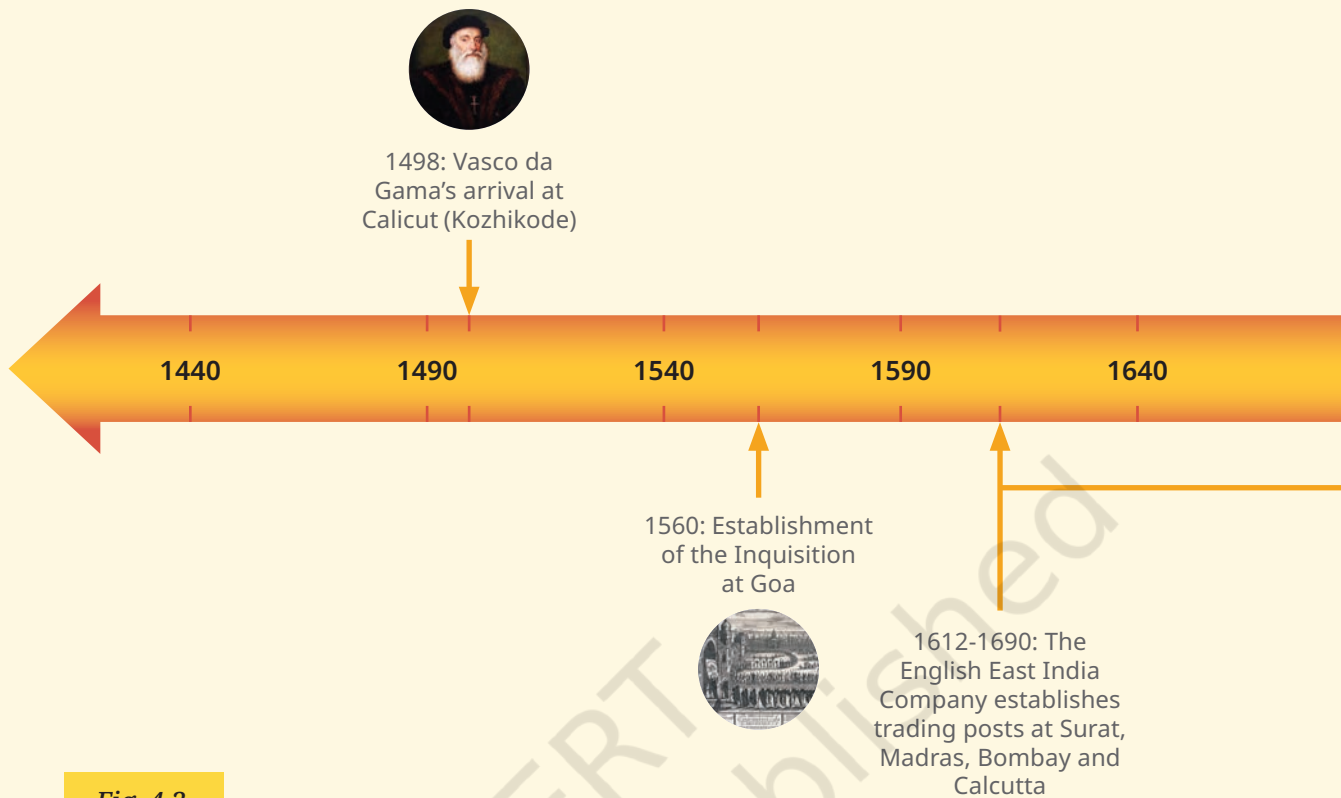 1498: Vasco da
Gama’s arrival at
Calicut (Kozhikode)
1440
1490
1540
1590
1640
1560: Establishment
of the Inquisition
at Goa
1612-1690: The
English East India
Company establishes
trading posts at Surat,
Madras, Bombay and
Calcutta